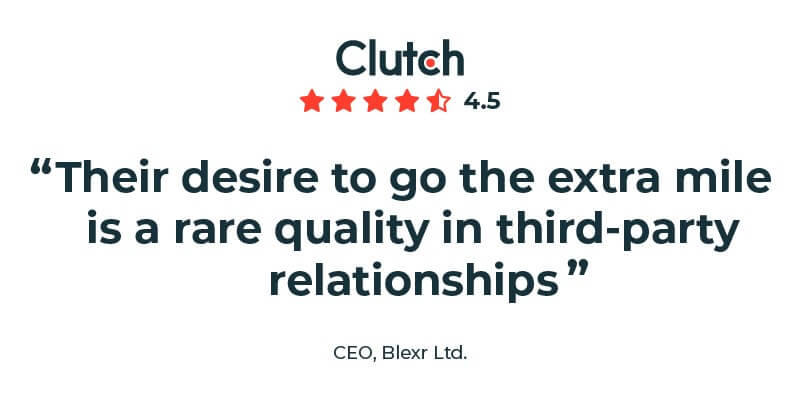 Clutch
4.5
“Their desire to go the extra mile
is a rare quality in third-party
relationships”
CEO, Blexr Ltd.